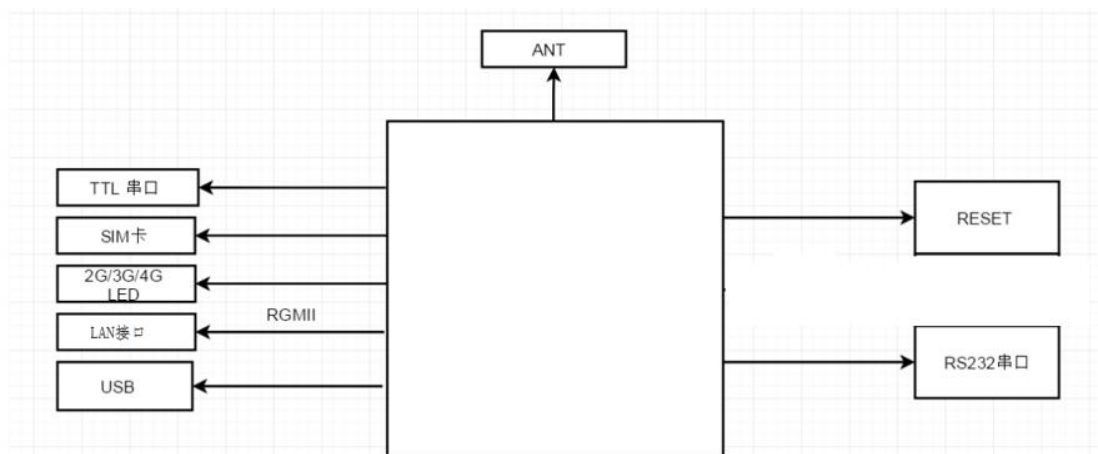 ANT
TTL 串口
SIM卡
2G/3G/4G
LED
RGMII
LAN接口
USB
RESET
RS232串口